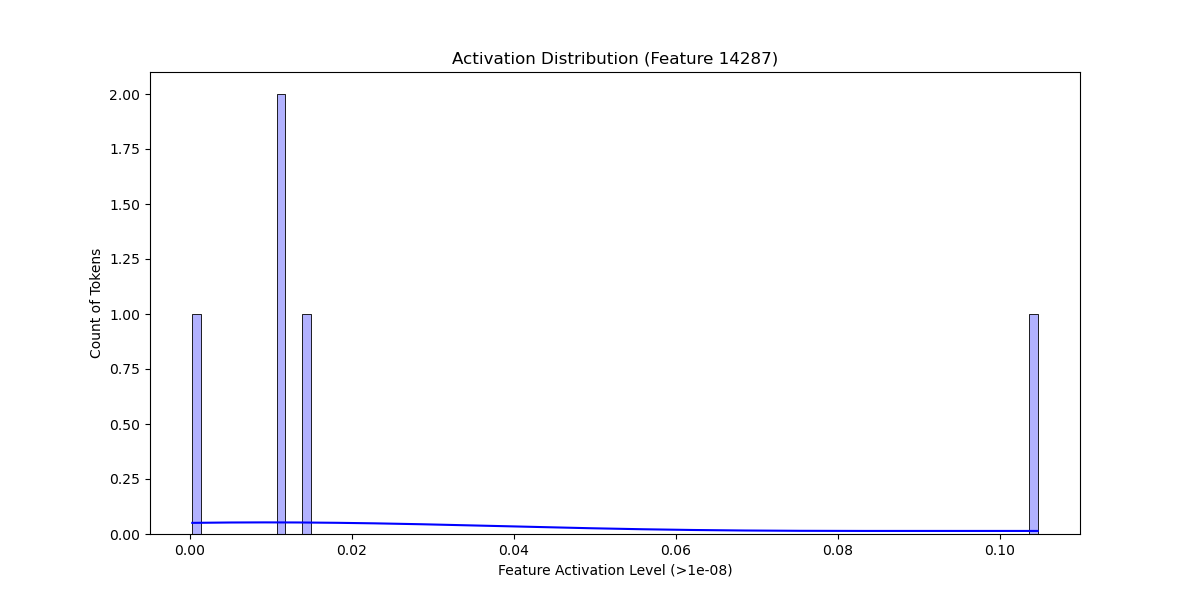 Activation Distribution (Feature 14287)
2.00
1.75
1.50
1.25
1.00
0.75
0.50
0.25
0.00
Count of Tokens
0.00 0.02 0.04 0.06 0.08 0.10
Feature Activation Level (>1e-08)